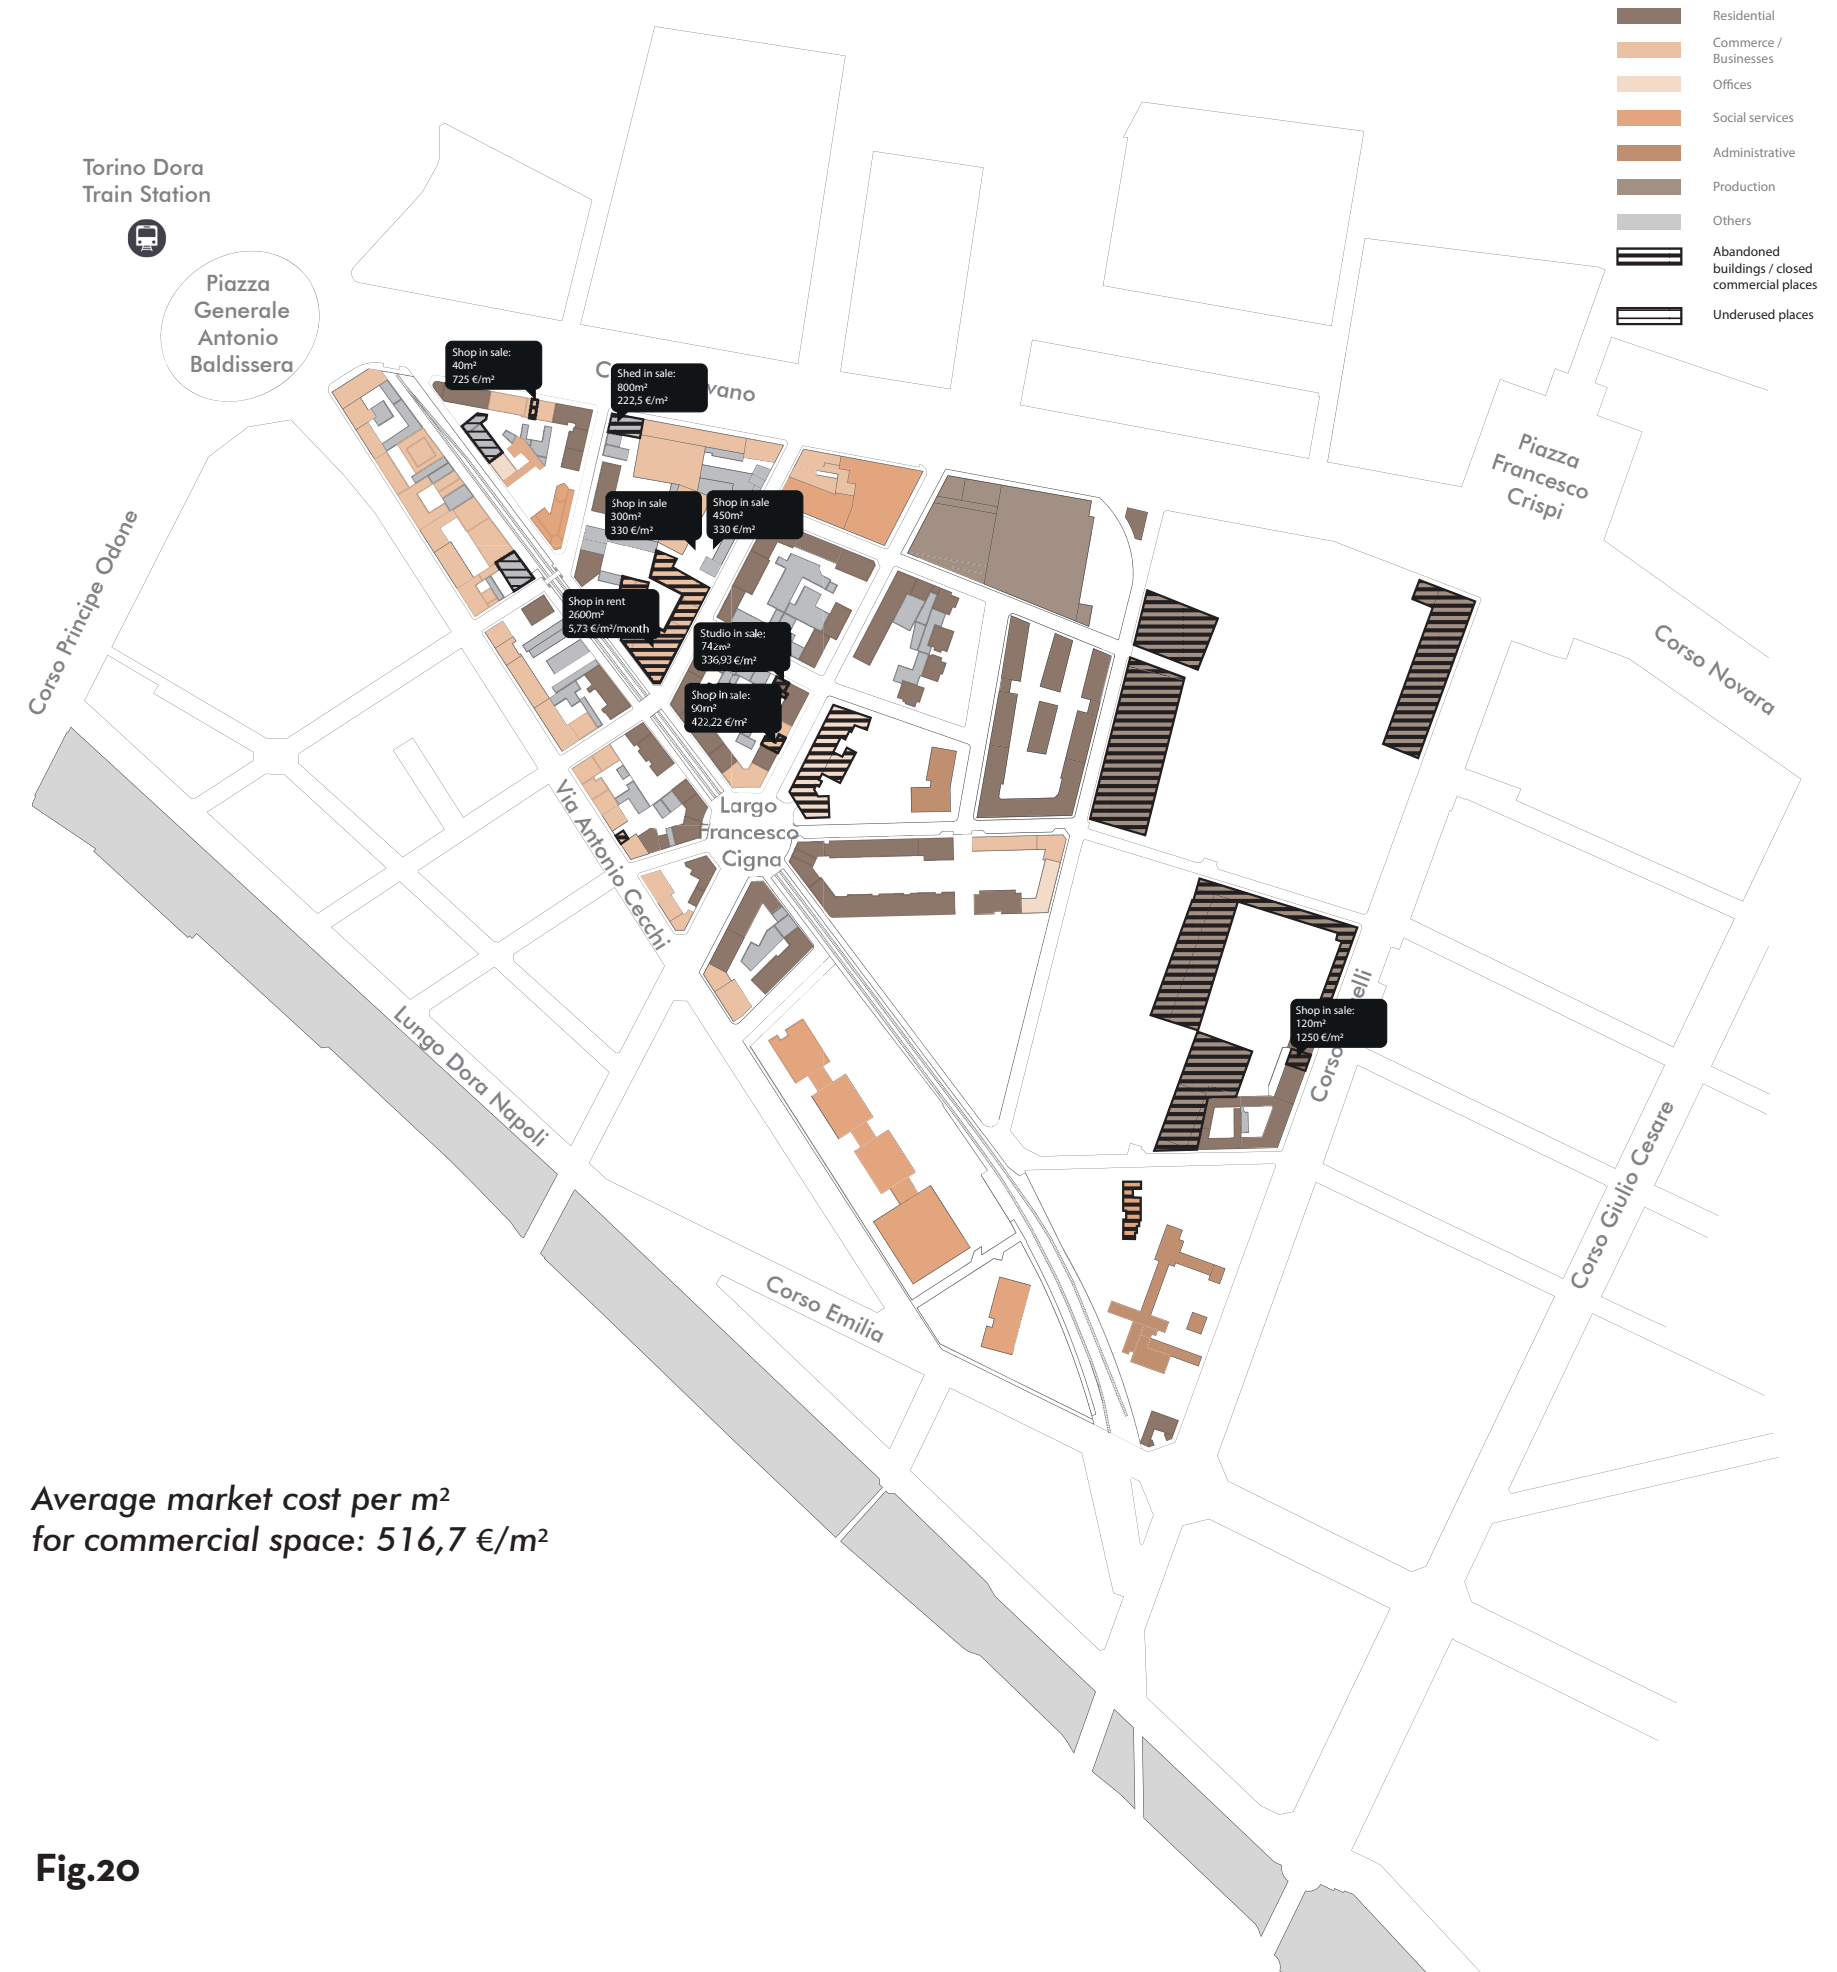 Residential
Commerce /
Businesses
Offices
Social services
Administrative
Production
Others
Abandoned
buildings / closed
commercial places
Underused places
Torino Dora
Train Station
Piazza
Generale
Antonio
Baldissera
Shop in sale:
40m²
725 €/m²
Shed in sale:
800m²
222,5 €/m²
C
vano
Shop in sale
300m²
330 €/m²
Shop in sale
450m²
330 €/m²
Shop in rent
2600m²
5,73 €/m²/month
Studio in sale:
742m²
336,93 €/m²
Shop in sale:
90m²
422,22 €/m²
Piazza
Francesco
Crispi
Corso Novara
Corso Principe Odone
Largo
Francesco
Cigna
Via Antonio Cecchi
Lungo Dora Napoli
Shop in sale:
120m²
1250 €/m²
Corso
elli
Corso Giulio Cesare
Corso Emilia
Average market cost per m²
for commercial space: 516,7 €/m²
Fig.20